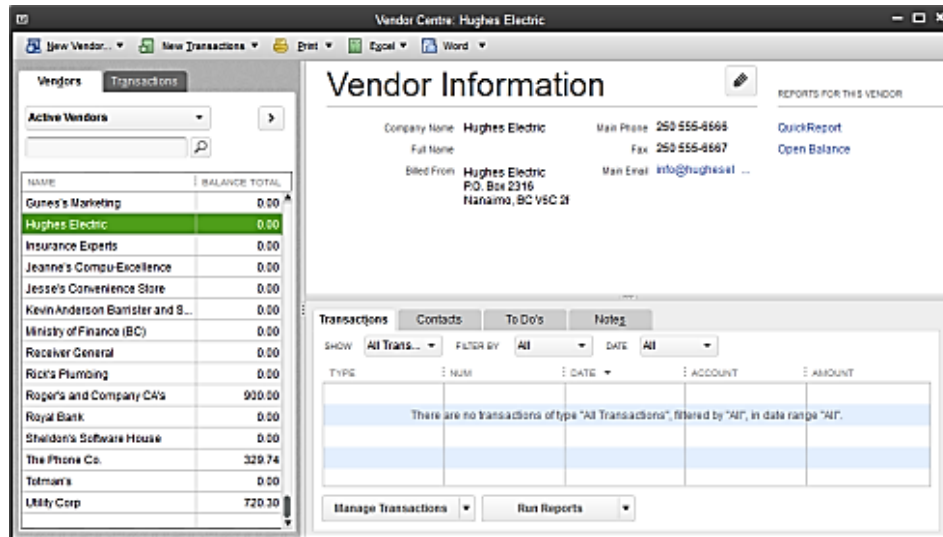 Vendor Centre: Hughes Electric
New Vendor... New Transactions Print Excel Word
Vendors Transactions
Active Vendors
NAME BALANCE TOTAL
Gunes's Marketing 0.00
Hughes Electric 0.00
Insurance Experts 0.00
Jeanne's Compu-Excellence 0.00
Jesse's Convenience Store 0.00
Kevin Anderson Barrister and S... 0.00
Ministry of Finance (BC) 0.00
Receiver General 0.00
Rick's Plumbing 0.00
Roger's and Company CA's 900.00
Royal Bank 0.00
Sheldon's Software House 0.00
The Phone Co. 329.74
Totman's 0.00
Utility Corp 720.30
Vendor Information
Company Name Hughes Electric
Full Name
Billed From Hughes Electric
P.O. Box 2316
Nanaimo, BC
Main Phone 250-555-6666
Fax 250-555-6667
Main Email info@hughesel ...
REPORTS FOR THIS VENDOR
QuickReport
Open Balance
Transactions Contacts To Do's Notes
SHOW All Trans... FILTER BY All DATE All
TYPE NUM DATE ACCOUNT AMOUNT
There are no transactions of type "All Transactions", filtered by "All", in date range "All".
Manage Transactions Run Reports